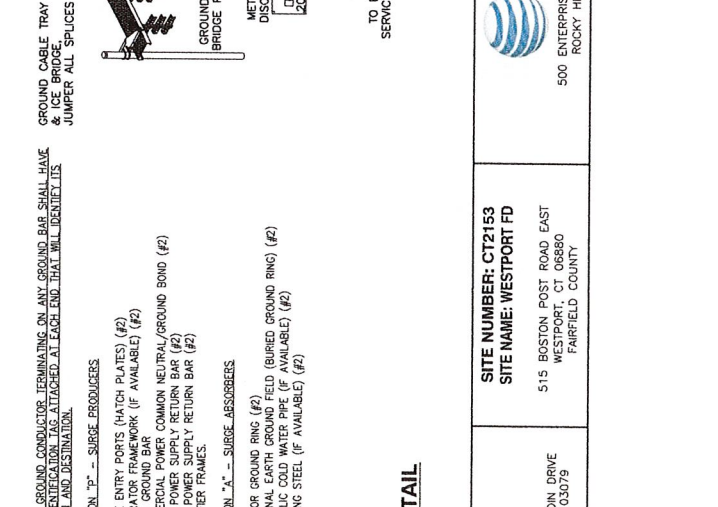 GROUND CONDUCTOR TERMINATING ON ANY GROUND BAR SHALL HAVE
ENTIFICATION TAG ATTACHED AT EACH END THAT WILL IDENTIFY ITS
AND DESTINATION.
ON "P" – SURGE PRODUCERS
ENTRY PORTS (HATCH PLATES) (#2)
ATOR FRAMEWORK (IF AVAILABLE) (#2)
GROUND BAR
ERCIAL POWER COMMON NEUTRAL/GROUND BOND (#2)
POWER SUPPLY RETURN BAR (#2)
POWER SUPPLY RETURN BAR (#2)
IER FRAMES.
ON "A" – SURGE ABSORBERS
OR GROUND RING (#2)
NAL EARTH GROUND FIELD (BURIED GROUND RING) (#2)
LIC COLD WATER PIPE (IF AVAILABLE) (#2)
NG STEEL (IF AVAILABLE) (#2)
TAIL
GROUND CABLE TRAY
& ICE BRIDGE,
JUMPER ALL SPLICES
GROUND
BRIDGE
MET
DISC
TO
SERVIC
DIN DRIVE
03079
SITE NUMBER: CT2153
SITE NAME: WESTPORT FD
515 BOSTON POST ROAD EAST
WESTPORT, CT 06880
FAIRFIELD COUNTY
500 ENTERPRIS
ROCKY H